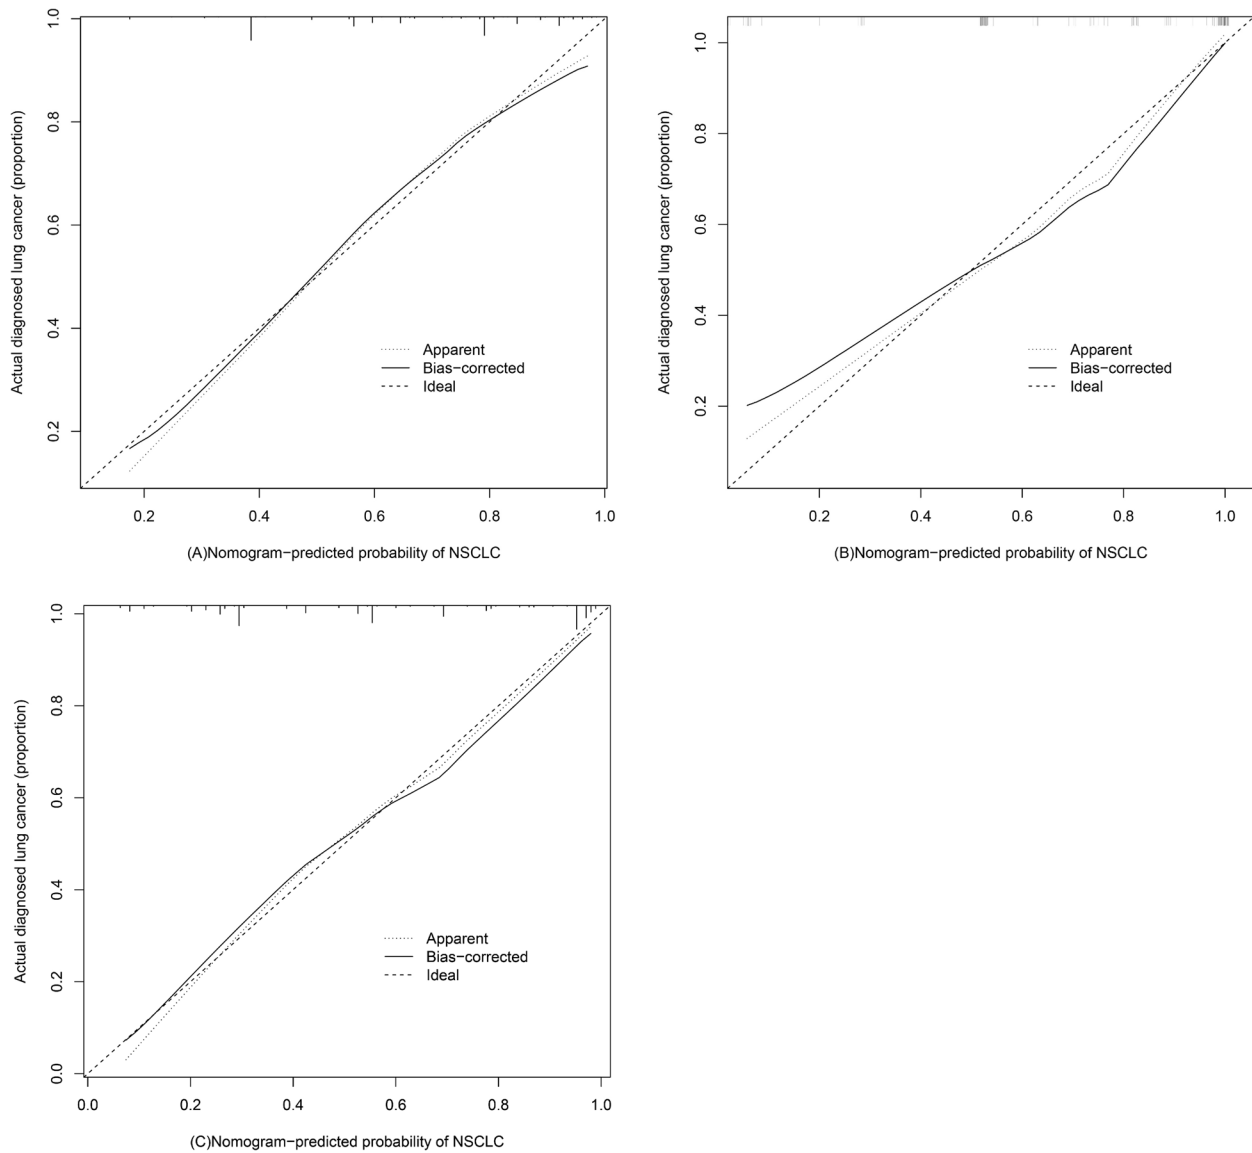 Actual diagnosed lung cancer (proportion)
1.0
0.8
0.6
0.4
0.2
Apparent
Bias−corrected
Ideal
0.2 0.4 0.6 0.8 1.0
(A)Nomogram−predicted probability of NSCLC
Actual diagnosed lung cancer (proportion)
1.0
0.8
0.6
0.4
0.2
Apparent
Bias−corrected
Ideal
0.2 0.4 0.6 0.8 1.0
(B)Nomogram−predicted probability of NSCLC
Actual diagnosed lung cancer (proportion)
1.0
0.8
0.6
0.4
0.2
0.0
Apparent
Bias−corrected
Ideal
0.0 0.2 0.4 0.6 0.8 1.0
(C)Nomogram−predicted probability of NSCLC